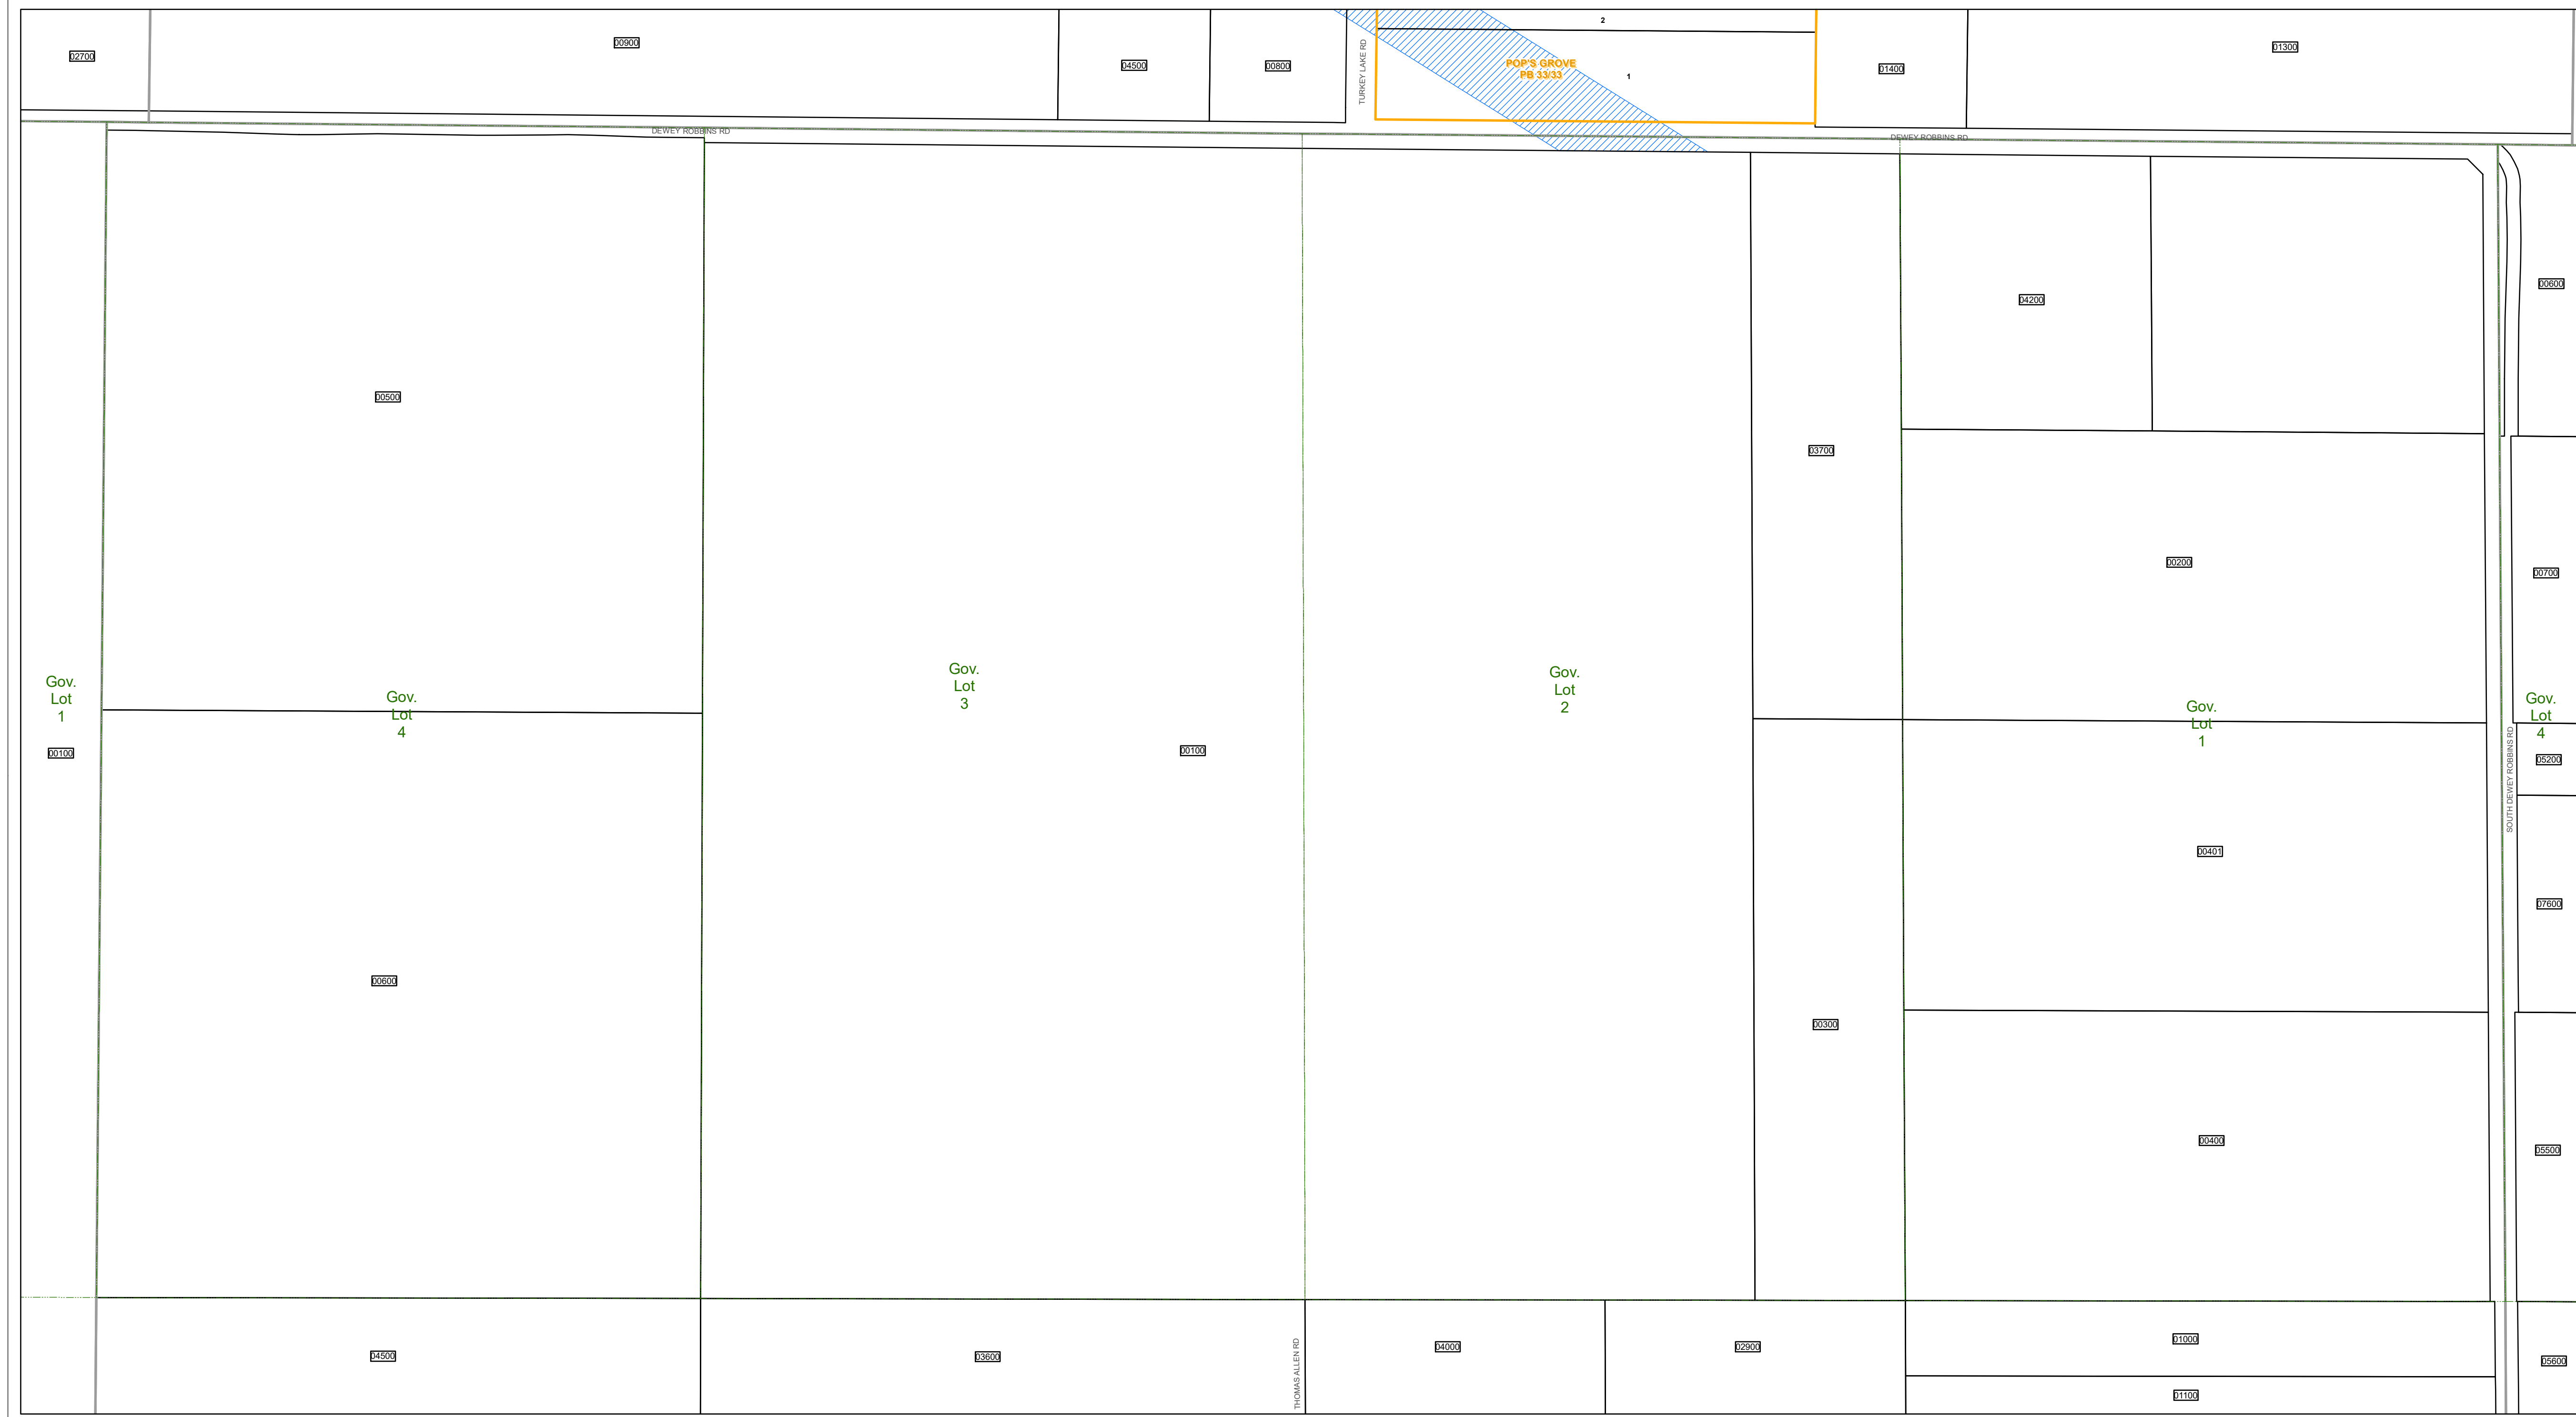 2
02700
00900
04500
00800
TURKEY LAKE RD
POP'S GROVE
PB 33/33
1
01400
01300
DEWEY ROBBINS RD
DEWEY ROBBINS RD
00600
04200
00500
03700
00200
00700
Gov.
Lot
1
Gov.
Lot
4
Gov.
Lot
3
Gov.
Lot
2
Gov.
Lot
1
Gov.
Lot
4
00100
00100
SOUTH DEWEY ROBBINS RD
05200
00401
07600
00600
00300
00400
05500
04500
03600
THOMAS ALLEN RD
04000
02900
01000
05600
01100